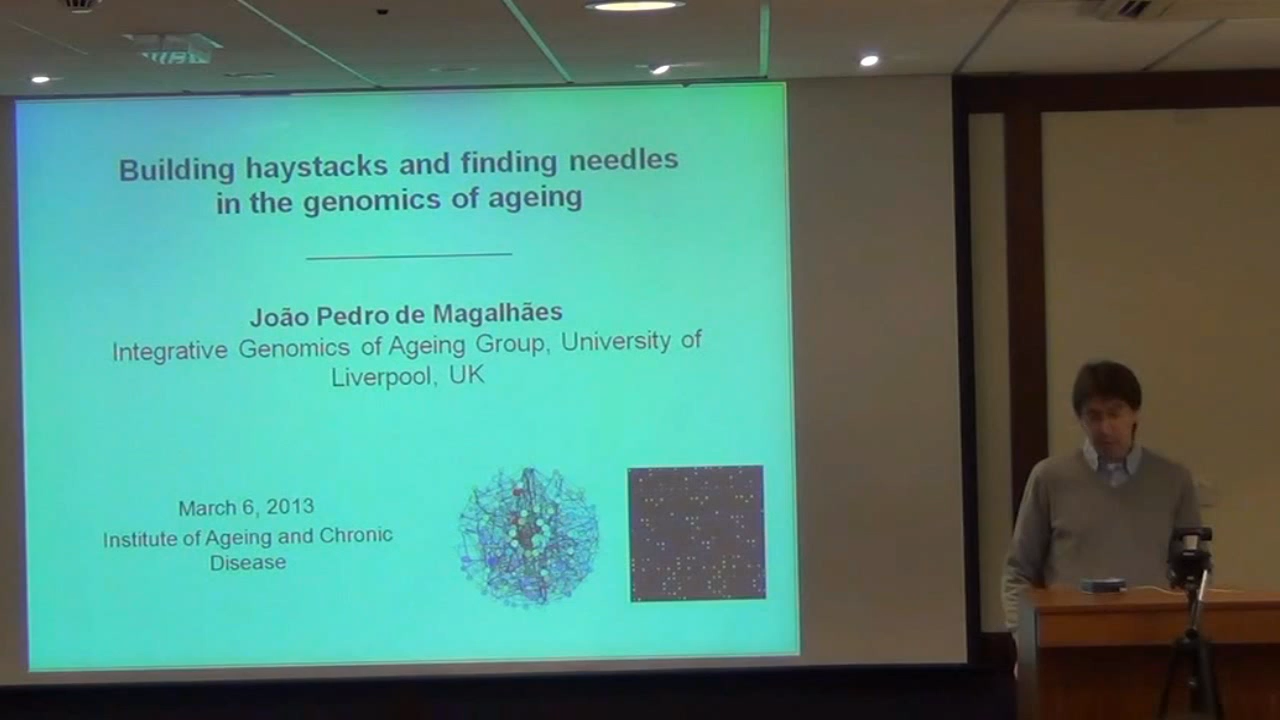 Building haystacks and finding needles
in the genomics of ageing
João Pedro de Magalhães
Integrative Genomics of Ageing Group, University of
Liverpool, UK
March 6, 2013
Institute of Ageing and Chronic
Disease